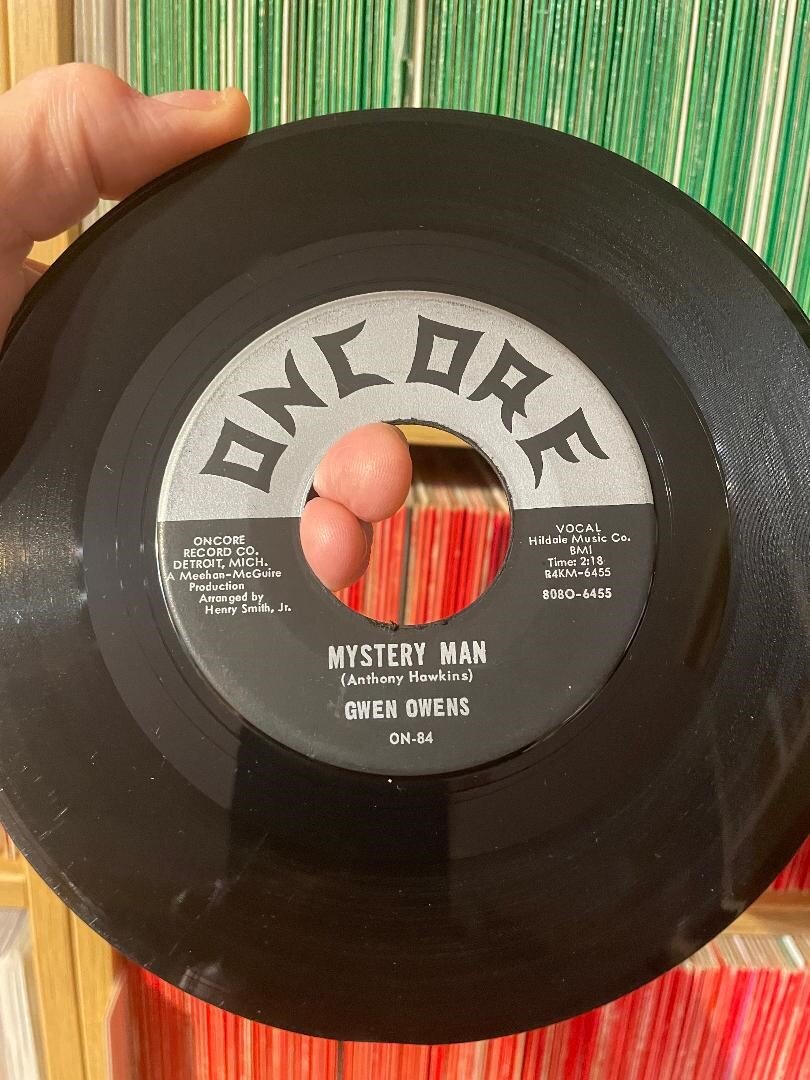 ONCORE
ONCORE
RECORD CO.
DETROIT, MICH.
A Meehan-McGuire
Production
Arranged by
Henry Smith, Jr.
VOCAL
Hildale Music Co.
BMI
Time: 2:18
R4KM-6455
8080-6455
MYSTERY MAN
(Anthony Hawkins)
GWEN OWENS
ON-84